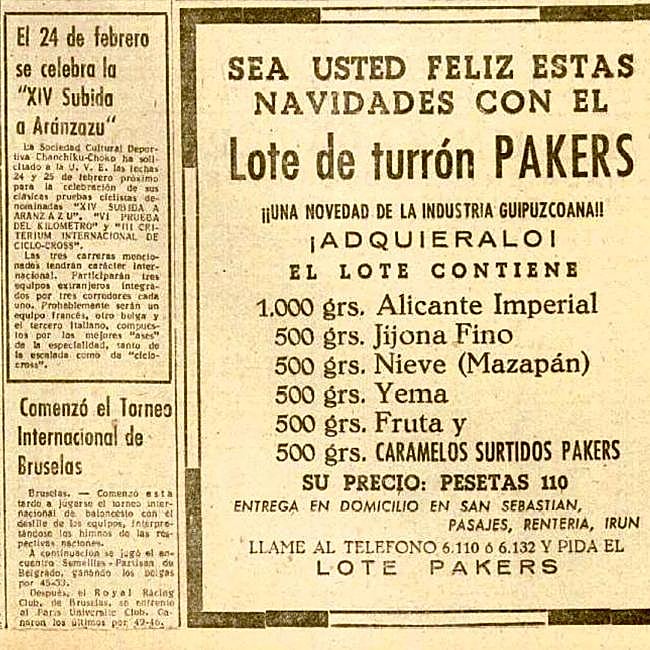 El 24 de febrero
se celebra la
"XIV Subida
a Aránzazu"
La Sociedad Cultural Depor-
tiva Chanchiku-Choko ha soli-
citado a la U. V. E. las fechas
24 y 25 de febrero próximo
para la celebración de sus
clásicas pruebas ciclistas de-
nominadas "XIV SUBIDA A
ARANZAZU", "VI PRUEBA
DEL KILOMETRO" y "III CRI-
TERIUM INTERNACIONAL DE
CICLO-CROSS".
Las tres carreras mencio-
nadas tendrán carácter inter-
nacional. Participarán tres
equipos extranjeros integra-
dos por tres corredores cada
uno. Probablemente serán un
equipo francés, otro belga y
el tercero italiano, compues-
tos por los mejores "ases"
de la especialidad, tanto de
la escalada como de "ciclo-
cross".
Comenzó el Torneo
Internacional de
Bruselas
Bruselas. — Comenzó esta
tarde a jugarse el torneo inter-
nacional de baloncesto con el
desfile de los equipos, interpre-
tándose los himnos de las res-
pectivas naciones.
A continuación se jugó el en-
cuentro Semailles-Partisan de
Belgrado, ganando los belgas
por 45-39.
Después, el Royal Racing
Club, de Bruselas, se enfrentó
al París Université Club. Ga-
naron los últimos por 49-46.
SEA USTED FELIZ ESTAS
NAVIDADES CON EL
Lote de turrón PAKERS
¡¡UNA NOVEDAD DE LA INDUSTRIA GUIPUZCOANA!!
¡ADQUIERALO!
EL LOTE CONTIENE
1.000 grs. Alicante Imperial
500 grs. Jijona Fino
500 grs. Nieve (Mazapán)
500 grs. Yema
500 grs. Fruta y
500 grs. CARAMELOS SURTIDOS PAKERS
SU PRECIO: PESETAS 110
ENTREGA EN DOMICILIO EN SAN SEBASTIAN,
PASAJES, RENTERIA, IRUN
LLAME AL TELEFONO 6.110 ó 6.132 Y PIDA EL
LOTE PAKERS